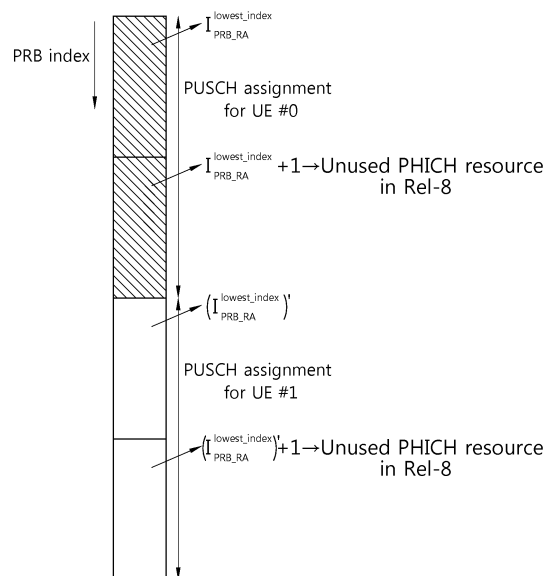 I lowest_index PRB_RA
PRB index
PUSCH assignment
for UE #0
I lowest_index PRB_RA +1→Unused PHICH resource
in Rel-8
(I lowest_index PRB_RA )'
PUSCH assignment
for UE #1
(I lowest_index PRB_RA )'+1→Unused PHICH resource
in Rel-8